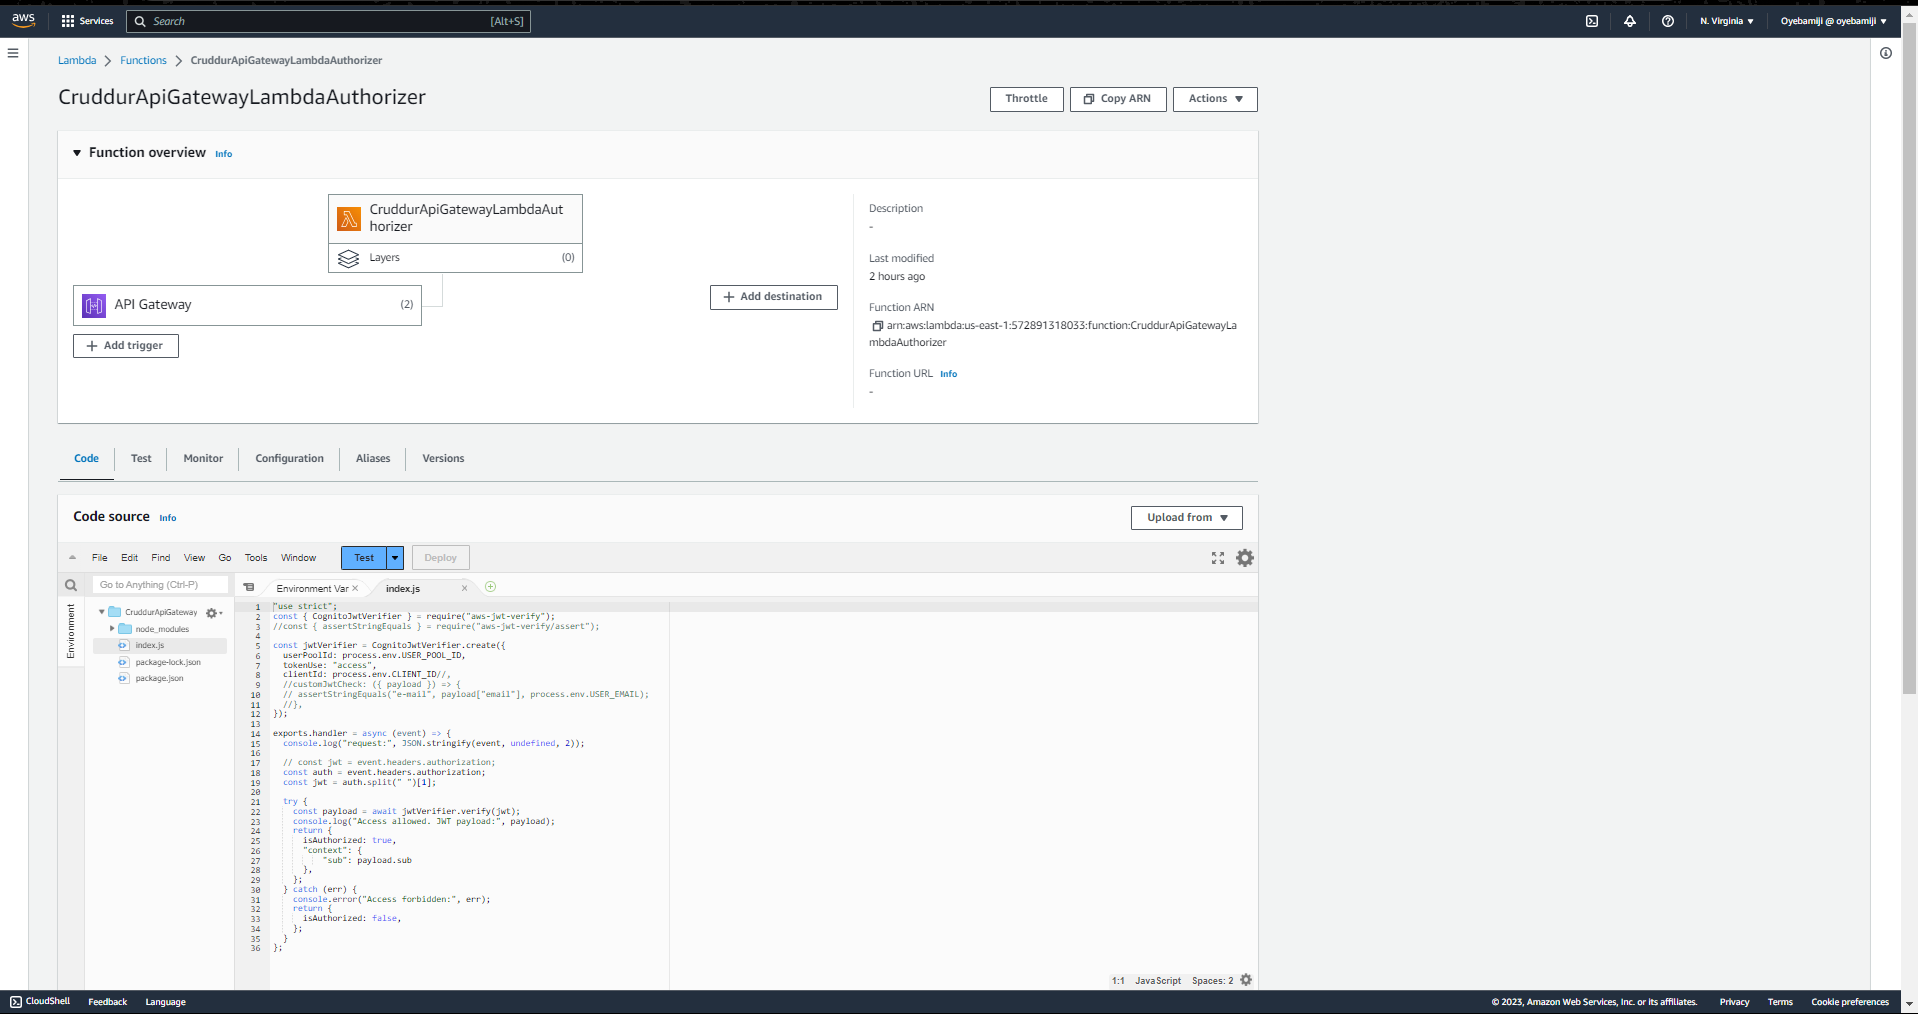 aws
Services
Search
[Alt+S]
N. Virginia
Oyebamiji @ oyebamiji
Lambda
Functions
CruddurApiGatewayLambdaAuthorizer
CruddurApiGatewayLambdaAuthorizer
Throttle
Copy ARN
Actions
Function overview
Info
CruddurApiGatewayLambdaAut
horizer
Layers
(0)
API Gateway
(2)
Add trigger
Add destination
Description
-
Last modified
2 hours ago
Function ARN
arn:aws:lambda:us-east-1:572891318033:function:CruddurApiGatewayLa
mbdaAuthorizer
Function URL
Info
-
Code
Test
Monitor
Configuration
Aliases
Versions
Code source
Info
Upload from
File
Edit
Find
View
Go
Tools
Window
Test
Deploy
Go to Anything (Ctrl-P)
Environment
CruddurApiGateway
node_modules
index.js
package-lock.json
package.json
Environment Var
index.js
1 "use strict";
2 const { CognitoJwtVerifier } = require("aws-jwt-verify");
3 //const { assertStringEquals } = require("aws-jwt-verify/assert");
4
5 const jwtVerifier = CognitoJwtVerifier.create({
6 userPoolId: process.env.USER_POOL_ID,
7 tokenUse: "access",
8 clientId: process.env.CLIENT_ID//,
9 //customJwtCheck: ({ payload }) => {
10 // assertStringEquals("e-mail", payload["email"], process.env.USER_EMAIL);
11 //},
12 });
13
14 exports.handler = async (event) => {
15 console.log("request:", JSON.stringify(event, undefined, 2));
16
17 // const jwt = event.headers.authorization;
18 const auth = event.headers.authorization;
19 const jwt = auth.split(" ")[1];
20
21 try {
22 const payload = await jwtVerifier.verify(jwt);
23 console.log("Access allowed. JWT payload:", payload);
24 return {
25 isAuthorized: true,
26 "context": {
27 "sub": payload.sub
28 },
29 };
30 } catch (err) {
31 console.error("Access forbidden:", err);
32 return {
33 isAuthorized: false,
34 };
35 }
36 };
1:1
JavaScript
Spaces: 2
CloudShell
Feedback
Language
© 2023, Amazon Web Services, Inc. or its affiliates.
Privacy
Terms
Cookie preferences